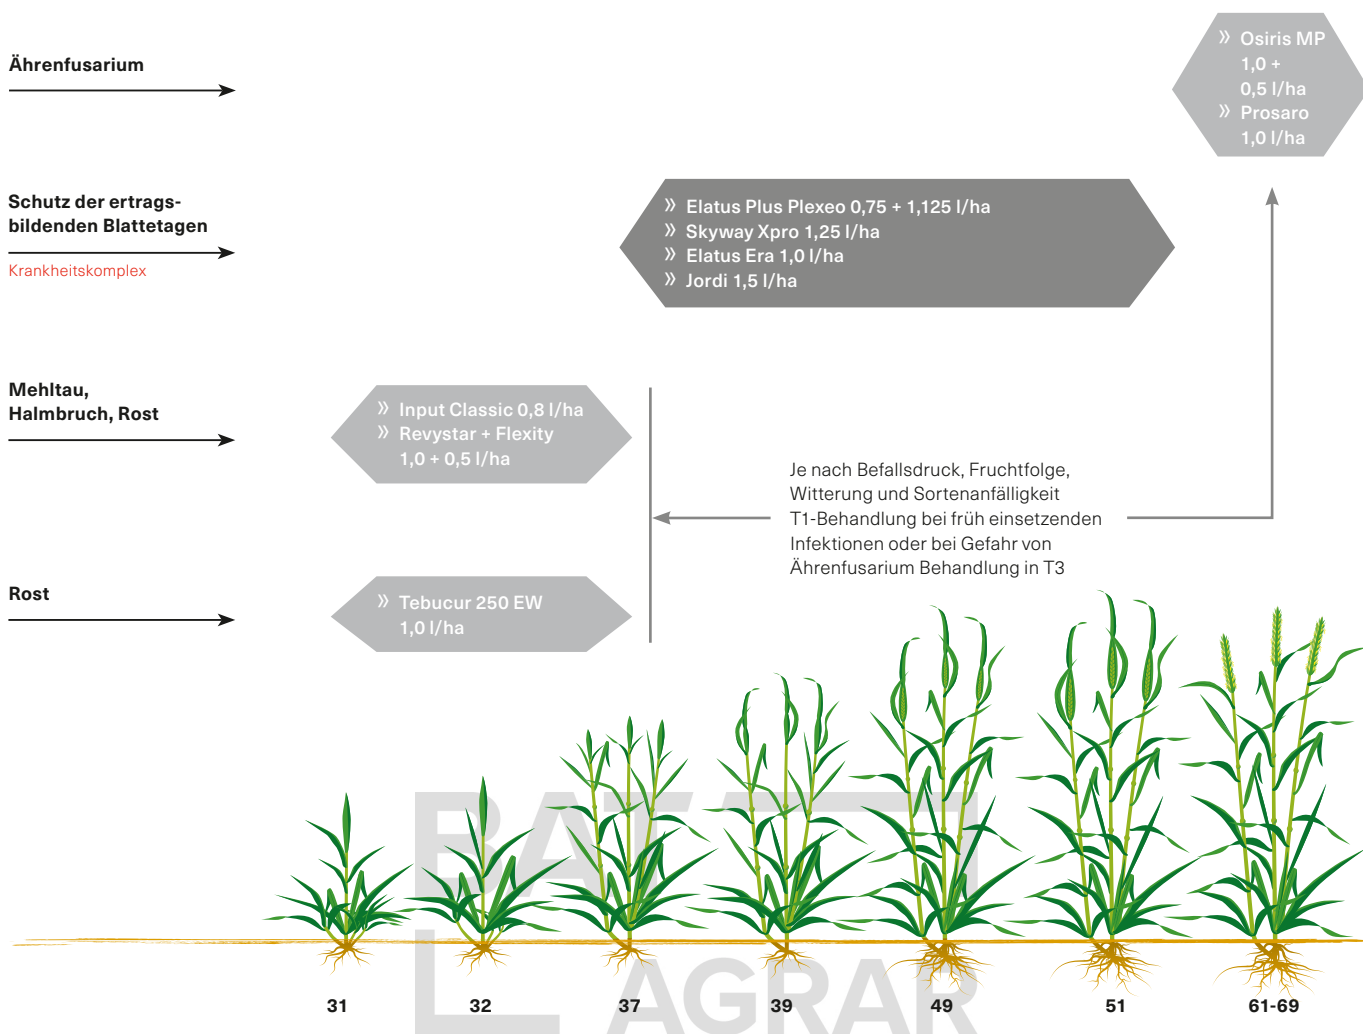 Ährenfusarium
» Osiris MP
1,0 +
0,5 l/ha
» Prosaro
1,0 l/ha
Schutz der ertrags-
bildenden Blattetagen
Krankheitskomplex
» Elatus Plus Plexeo 0,75 + 1,125 l/ha
» Skyway Xpro 1,25 l/ha
» Elatus Era 1,0 l/ha
» Jordi 1,5 l/ha
Mehltau,
Halmbruch, Rost
» Input Classic 0,8 l/ha
» Revystar + Flexity
1,0 + 0,5 l/ha
Je nach Befallsdruck, Fruchtfolge,
Witterung und Sortenanfälligkeit
T1-Behandlung bei früh einsetzenden
Infektionen oder bei Gefahr von
Ährenfusarium Behandlung in T3
Rost
» Tebucur 250 EW
1,0 l/ha
BAT
AGRAR
31 32 37 39 49 51 61-69